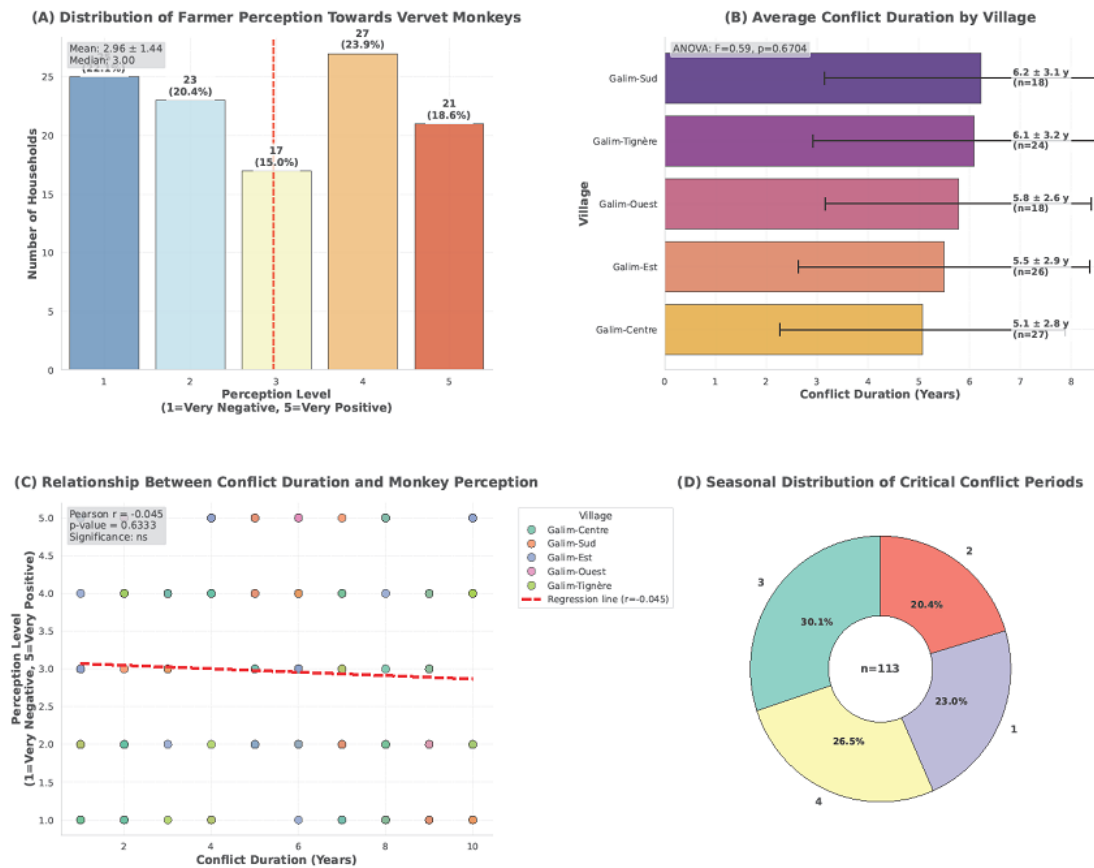 (A) Distribution of Farmer Perception Towards Vervet Monkeys
Mean: 2.96 ± 1.44
Median: 3.00
23
(20.4%)
17
(15.0%)
27
(23.9%)
21
(18.6%)
Number of Households
25
20
15
10
5
0
1 2 3 4 5
Perception Level
(1=Very Negative, 5=Very Positive)
(B) Average Conflict Duration by Village
ANOVA: F=0.59, p=0.6704
Village
Galim-Sud
6.2 ± 3.1 y
(n=18)
Galim-Tignère
6.1 ± 3.2 y
(n=24)
Galim-Ouest
5.8 ± 2.6 y
(n=18)
Galim-Est
5.5 ± 2.9 y
(n=26)
Galim-Centre
5.1 ± 2.8 y
(n=27)
0 1 2 3 4 5 6 7 8
Conflict Duration (Years)
(C) Relationship Between Conflict Duration and Monkey Perception
Pearson r = -0.045
p-value = 0.6333
Significance: ns
Perception Level
(1=Very Negative, 5=Very Positive)
5.0
4.5
4.0
3.5
3.0
2.5
2.0
1.5
1.0
2 4 6 8 10
Conflict Duration (Years)
Village
Galim-Centre
Galim-Sud
Galim-Est
Galim-Ouest
Galim-Tignère
Regression line (r=-0.045)
(D) Seasonal Distribution of Critical Conflict Periods
2
3
20.4%
30.1%
n=113
23.0%
26.5%
1
4